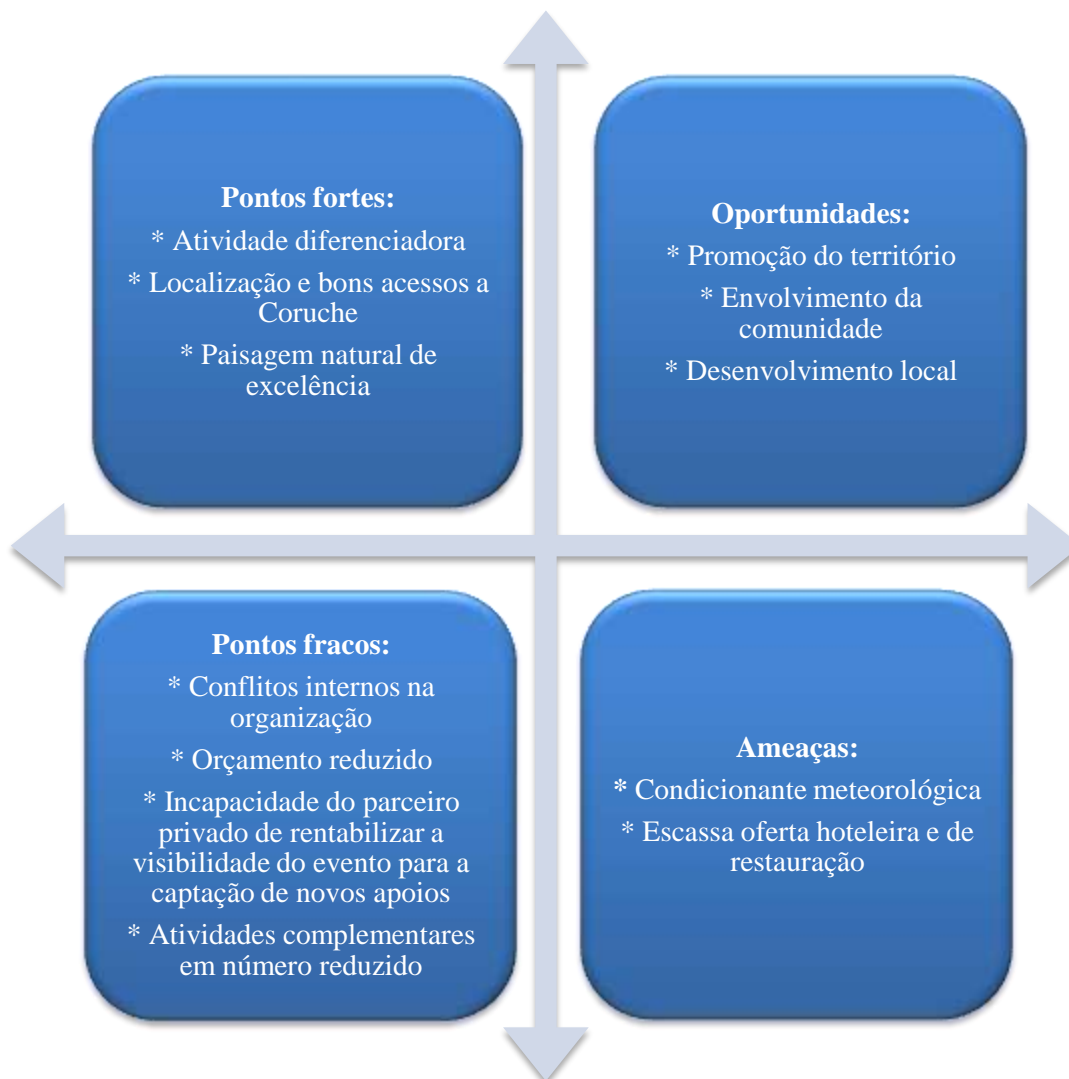 Pontos fortes:
* Atividade diferenciadora
* Localização e bons acessos a
Coruche
* Paisagem natural de
excelência
Oportunidades:
* Promoção do território
* Envolvimento da
comunidade
* Desenvolvimento local
Pontos fracos:
* Conflitos internos na
organização
* Orçamento reduzido
* Incapacidade do parceiro
privado de rentabilizar a
visibilidade do evento para a
captação de novos apoios
* Atividades complementares
em número reduzido
Ameaças:
* Condicionante meteorológica
* Escassa oferta hoteleira e de
restauração